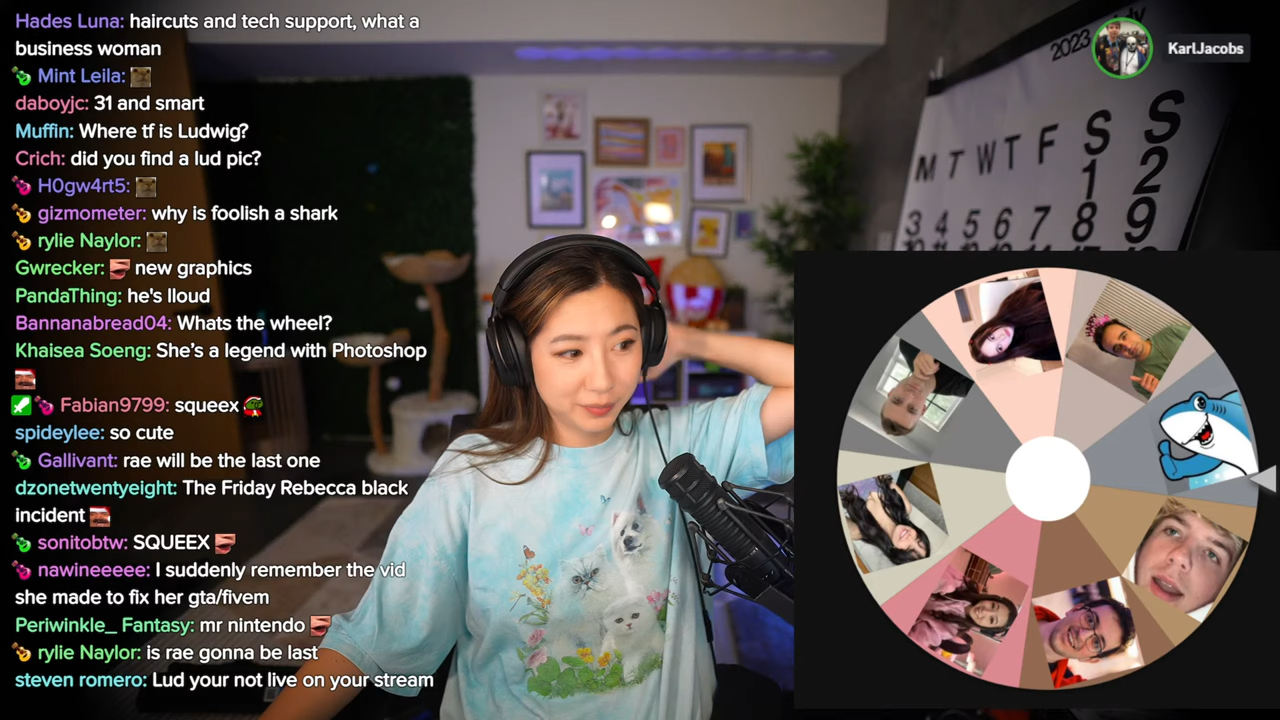 Hades Luna: haircuts and tech support, what a
business woman
Mint Leila:
daboyjc: 31 and smart
Muffin: Where tf is Ludwig?
Crich: did you find a lud pic?
H0gw4rt5:
gizmometer: why is foolish a shark
rylie Naylor:
Gwrecker: new graphics
PandaThing: he's lloud
Bannanabread04: Whats the wheel?
Khaisea Soeng: She's a legend with Photoshop
Fabian9799: squeex
spideylee: so cute
Gallivant: rae will be the last one
dzonetwentyeight: The Friday Rebecca black
incident
sonitobtw: SQUEEX
nawineeeee: I suddenly remember the vid
she made to fix her gta/fivem
Periwinkle_ Fantasy: mr nintendo
rylie Naylor: is rae gonna be last
steven romero: Lud your not live on your stream
2023
KarlJacobs
M T W T F S S
1 2
3 4 5 6 7 8 9